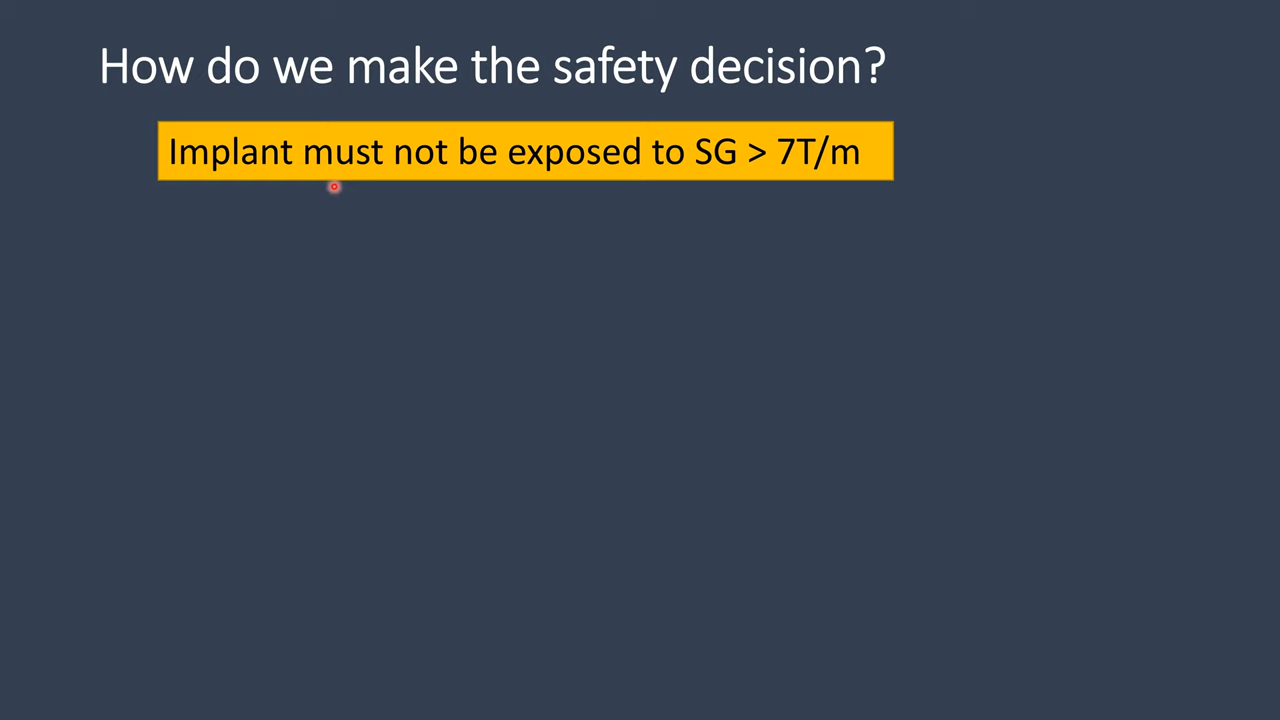 How do we make the safety decision?
Implant must not be exposed to SG > 7T/m